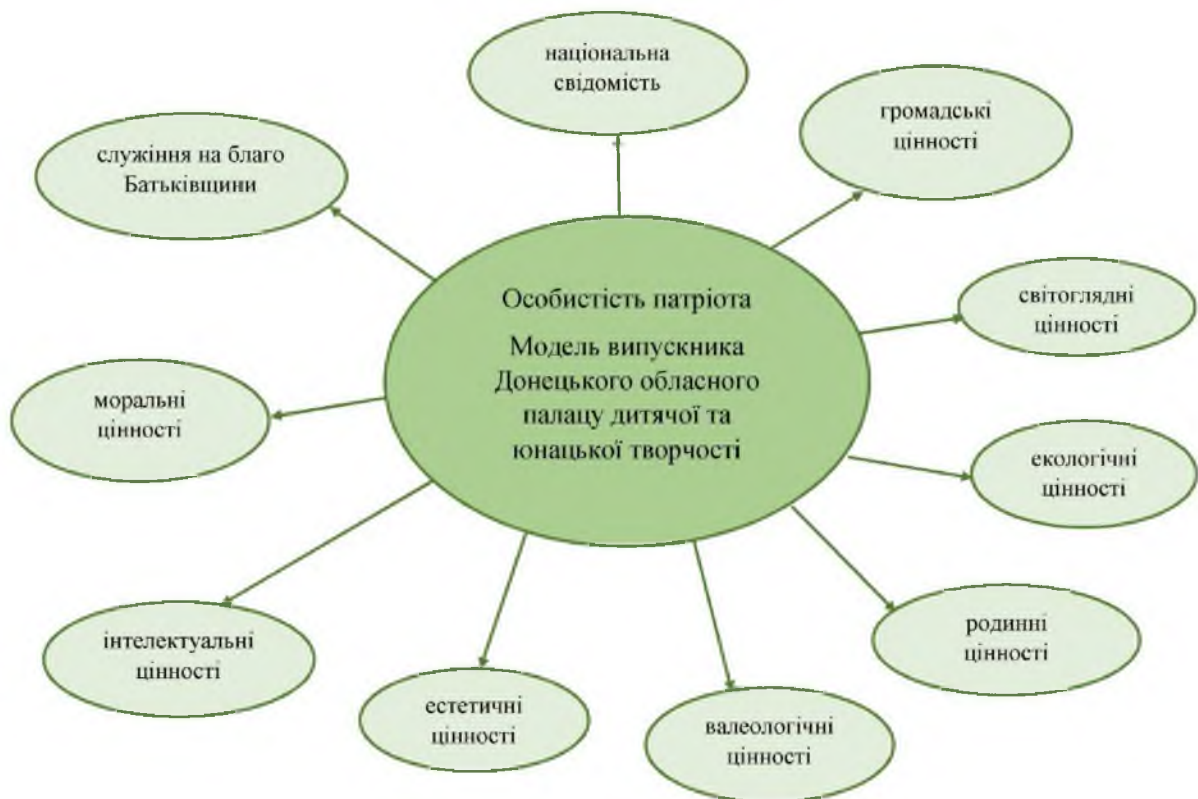 національна
свідомість
громадські
цінності
служіння на благо
Батьківщини
світоглядні
цінності
Особистість патріота
Модель випускника
Донецького обласного
палацу дитячої та
юнацької творчості
моральні
цінності
екологічні
цінності
родинні
цінності
інтелектуальні
цінності
естетичні
цінності
валеологічні
цінності